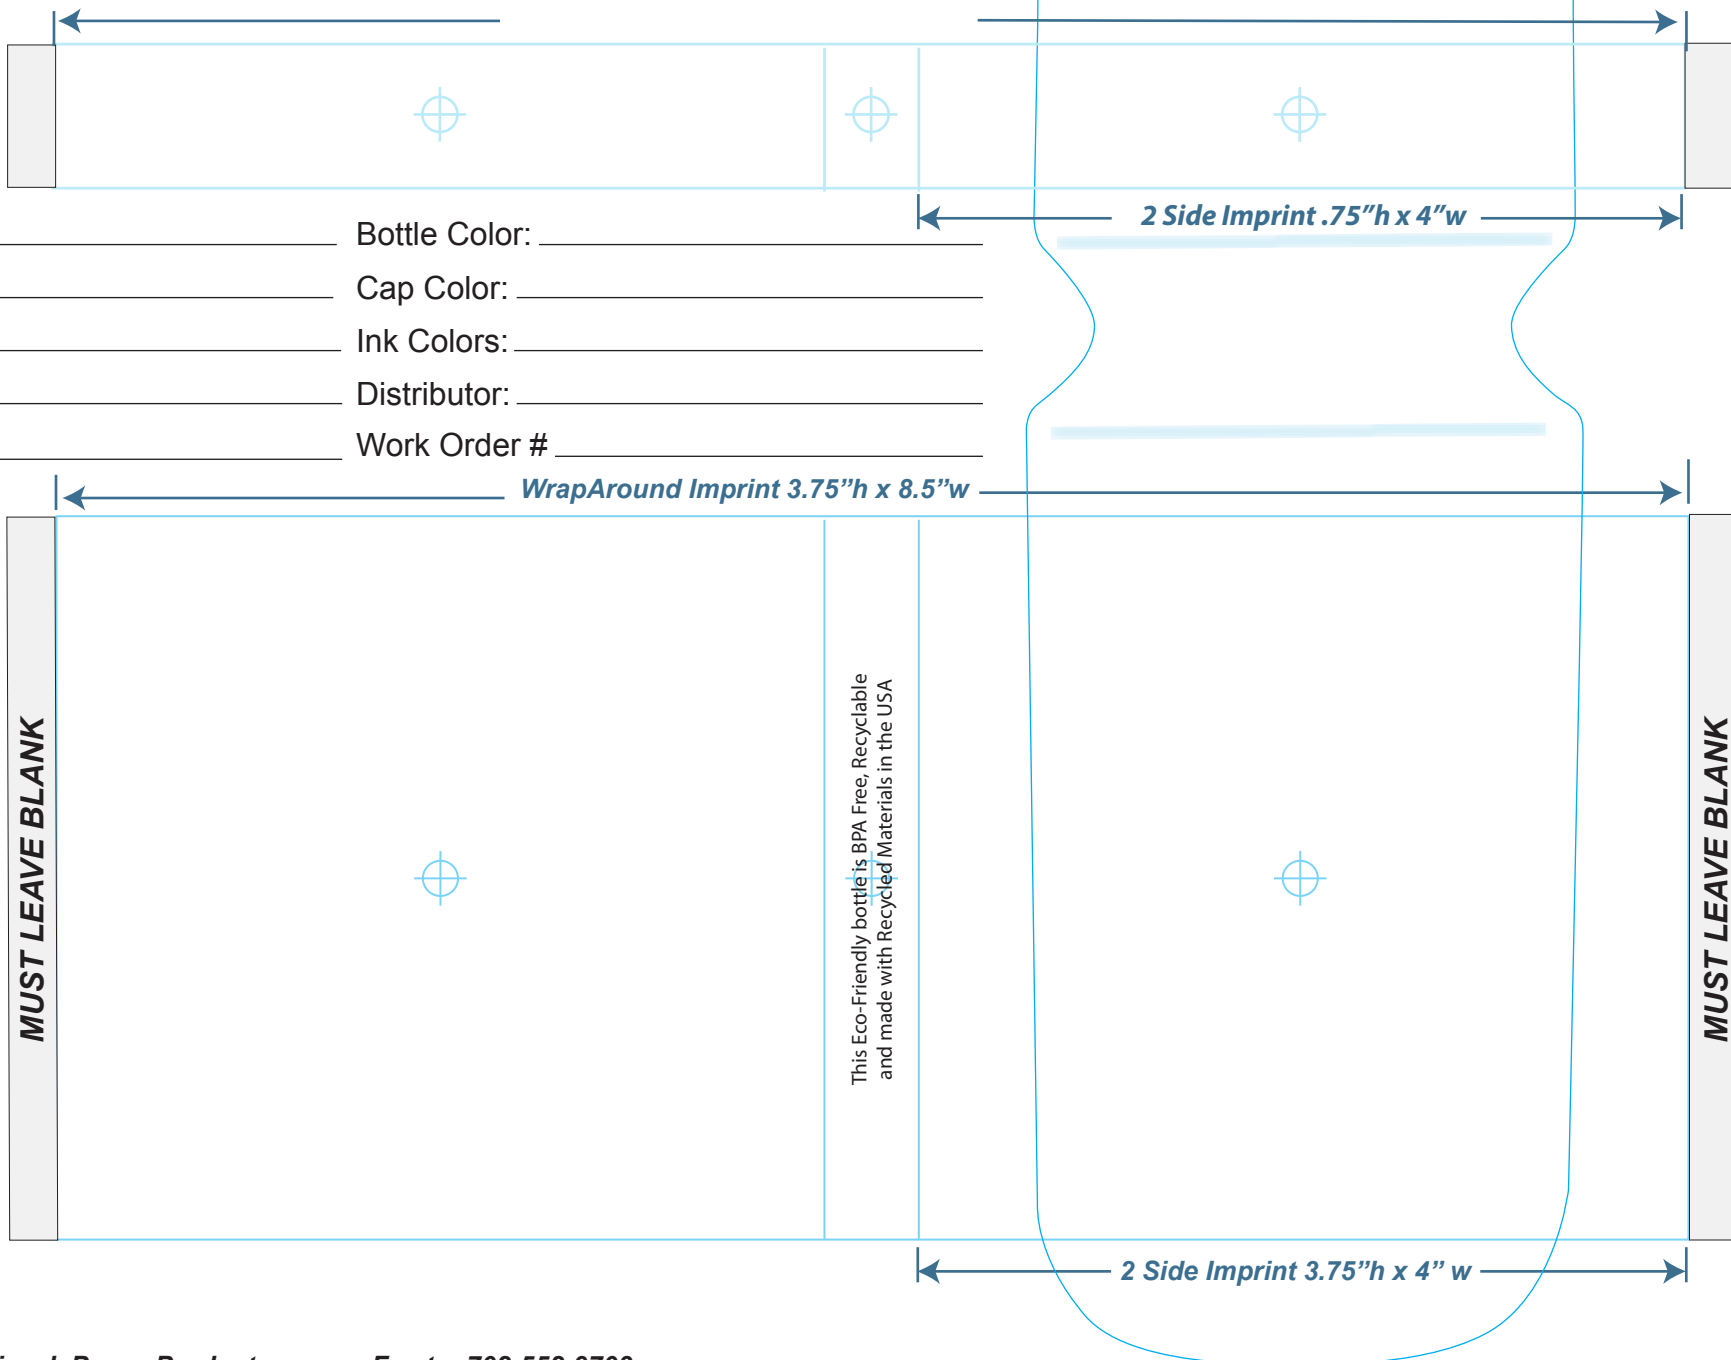 2 Side Imprint .75”h x 4”w
Bottle Color:
Cap Color:
Ink Colors:
Distributor:
Work Order #
WrapAround Imprint 3.75”h x 8.5”w
MUST LEAVE BLANK
This Eco-Friendly bottle is BPA Free, Recyclable
and made with Recycled Materials in the USA
MUST LEAVE BLANK
2 Side Imprint 3.75”h x 4” w